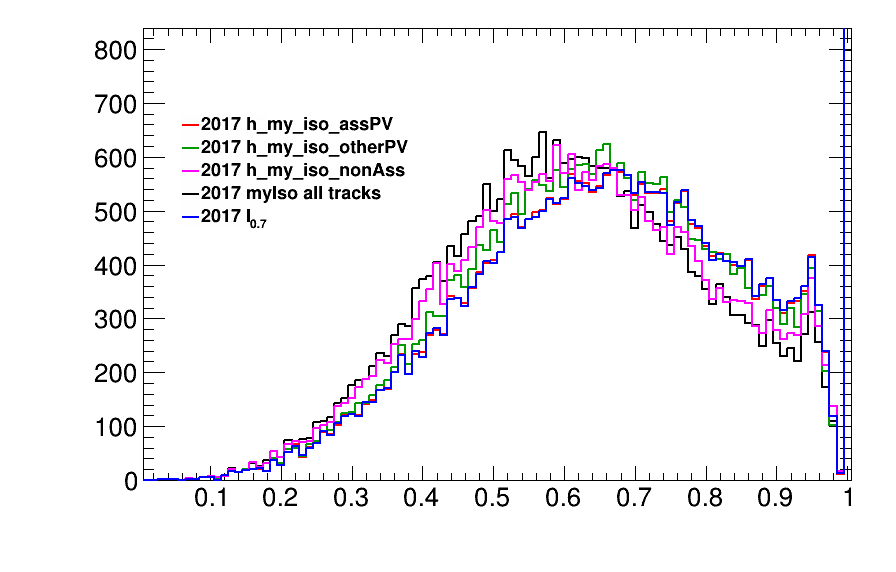 800
700
2017 h_my_iso_assPV
600
2017 h_my_iso_otherPV
2017 h_my_iso_nonAss
2017 myIso all tracks
500
2017 I0.7
400
300
200
100
0
0.1 0.2 0.3 0.4 0.5 0.6 0.7 0.8 0.9 1